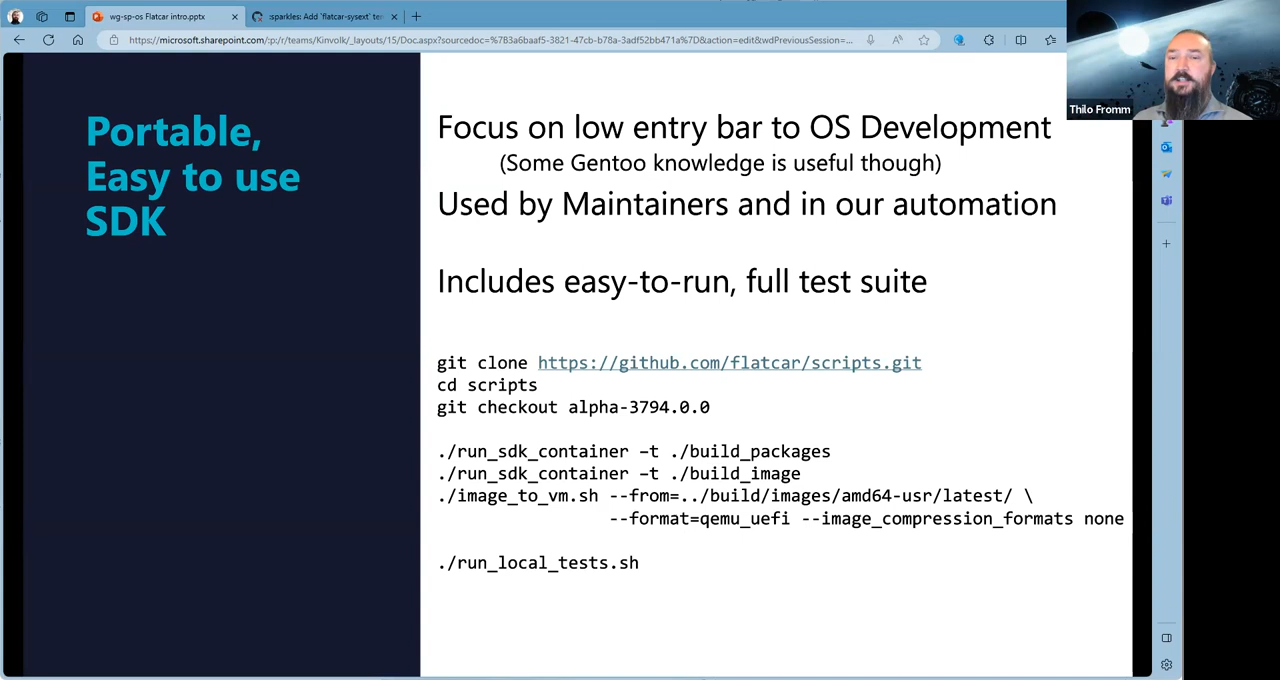 wg-sp-os Flatcar intro.pptx
:sparkles: Add `flatcar-sysext` te
https://microsoft.sharepoint.com/:p:/r/teams/Kinvolk/_layouts/15/Doc.aspx?sourcedoc=%7B3a6baaf5-3821-47cb-b78a-3adf52bb471a%7D&action=edit&wdPreviousSession=...
Thilo Fromm
Portable,
Easy to use
SDK
Focus on low entry bar to OS Development
(Some Gentoo knowledge is useful though)
Used by Maintainers and in our automation
Includes easy-to-run, full test suite
git clone https://github.com/flatcar/scripts.git
cd scripts
git checkout alpha-3794.0.0
./run_sdk_container –t ./build_packages
./run_sdk_container –t ./build_image
./image_to_vm.sh --from=../build/images/amd64-usr/latest/ \
--format=qemu_uefi --image_compression_formats none
./run_local_tests.sh